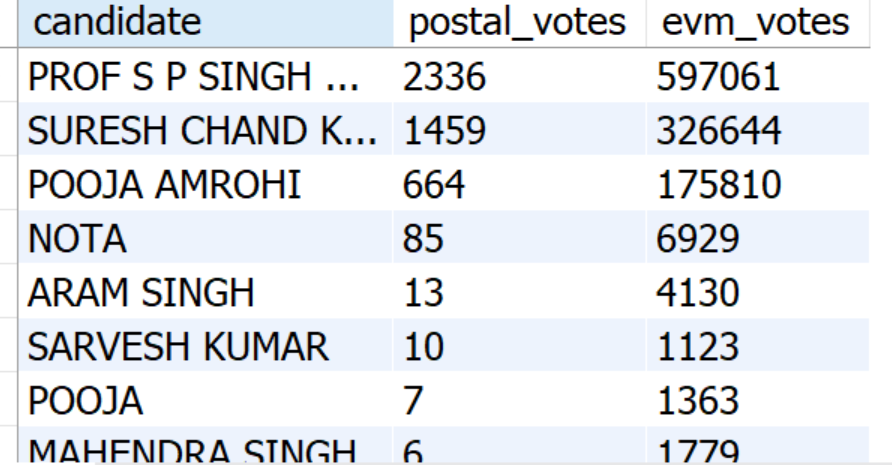 candidate postal_votes evm_votes
PROF S P SINGH ... 2336 597061
SURESH CHAND K... 1459 326644
POOJA AMROHI 664 175810
NOTA 85 6929
ARAM SINGH 13 4130
SARVESH KUMAR 10 1123
POOJA 7 1363
MAHENDRA SINGH 6 1779